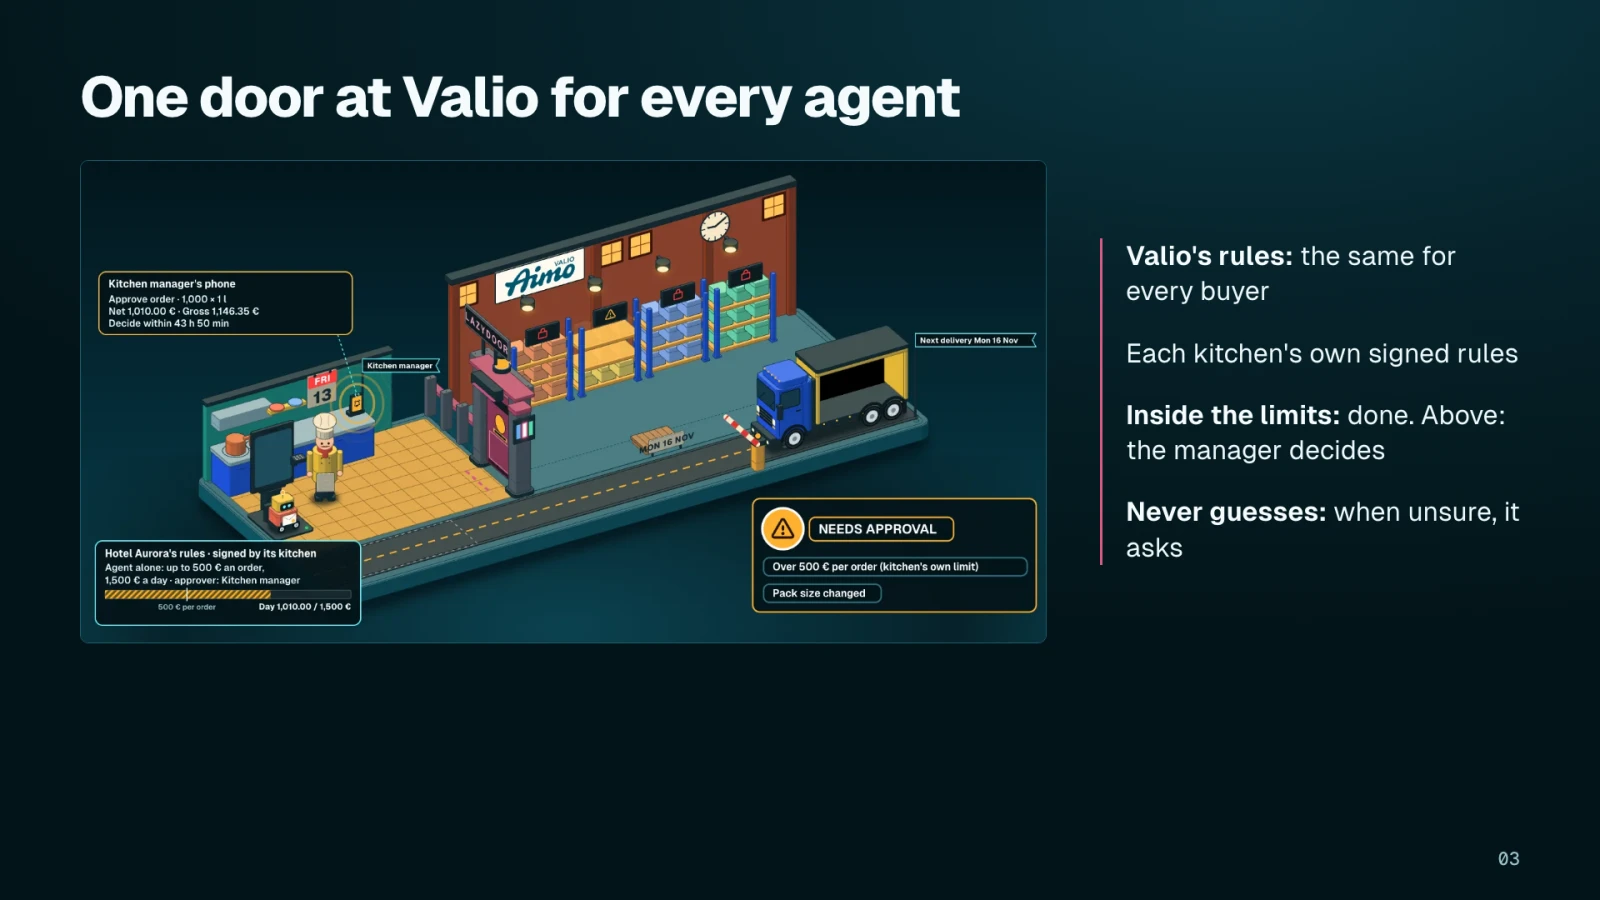 One door at Valio for every agent
Kitchen manager's phone
Approve order · 1,000 × 1 l
Net 1,010.00 € · Gross 1,146.35 €
Decide within 43 h 50 min
Kitchen manager
FRI
13
VALIO
Aimo
LAZYDOOR
MON 16 NOV
Next delivery Mon 16 Nov
Hotel Aurora's rules · signed by its kitchen
Agent alone: up to 500 € an order,
1,500 € a day · approver: Kitchen manager
500 € per order
Day 1,010.00 / 1,500 €
NEEDS APPROVAL
Over 500 € per order (kitchen's own limit)
Pack size changed
Valio's rules: the same for
every buyer
Each kitchen's own signed rules
Inside the limits: done. Above:
the manager decides
Never guesses: when unsure, it
asks
03